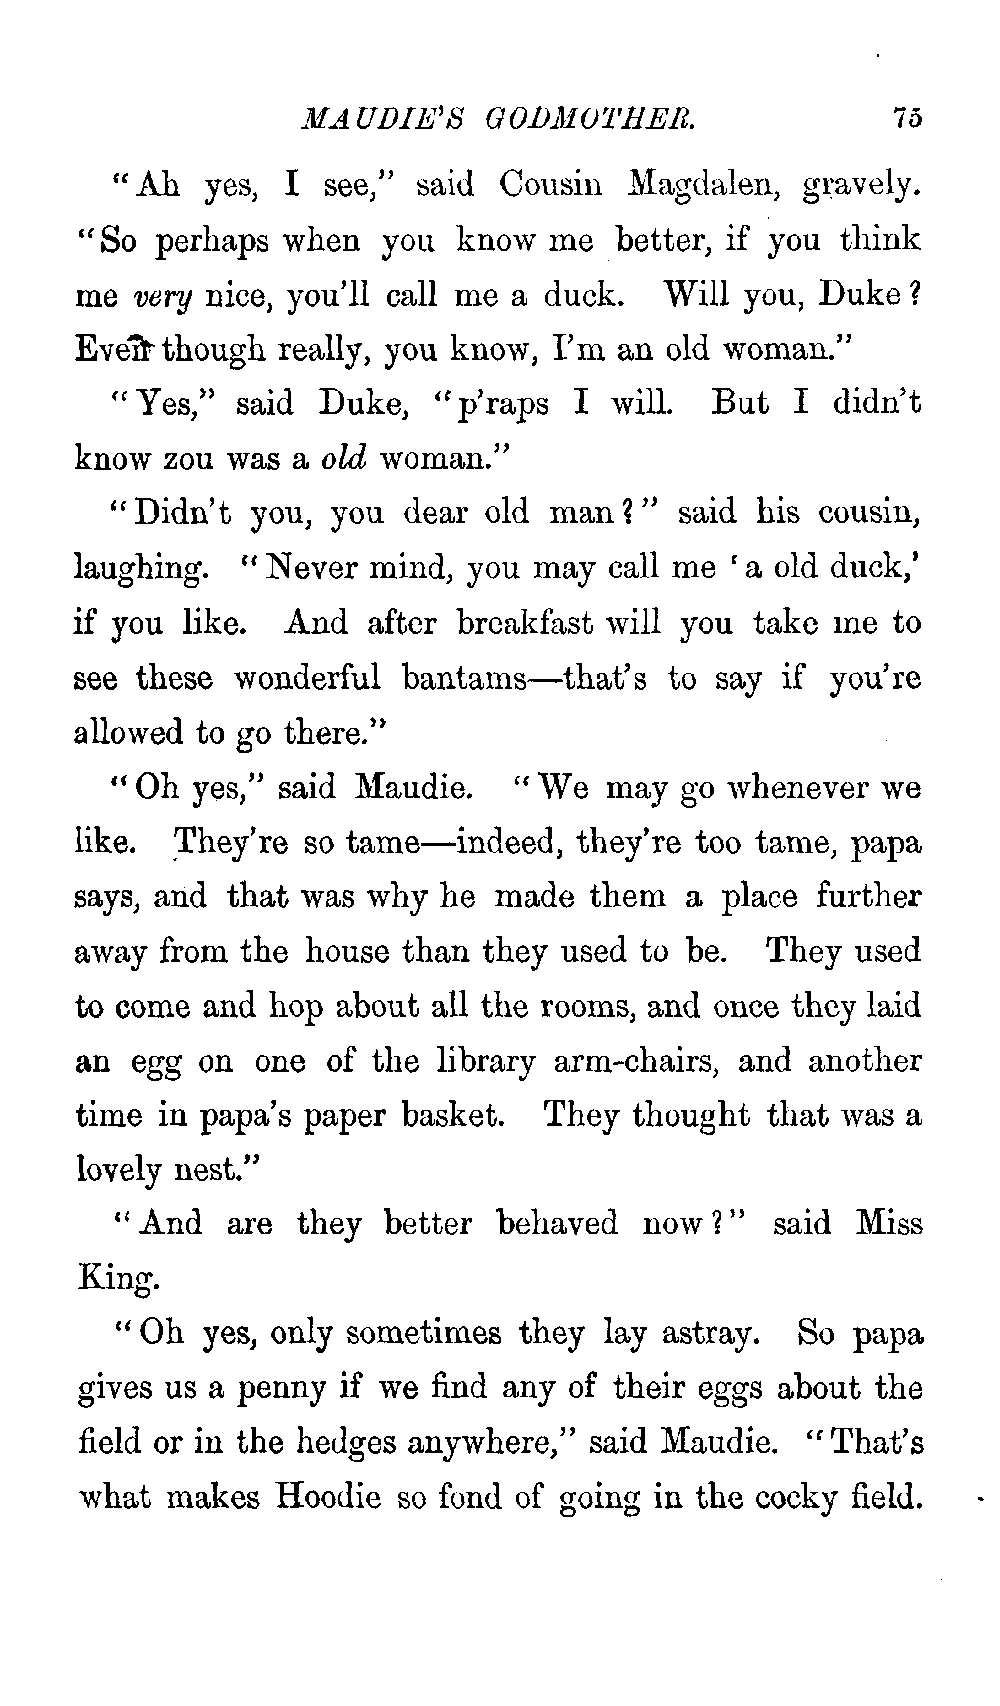 MAUDIE'S GODMOTHER. 75
"Ah yes, I see," said Cousin Magdalen, gravely.
"So perhaps when you know me better, if you think
me very nice, you'll call me a duck. Will you, Duke?
Even though really, you know, I'm an old woman."
"Yes," said Duke, "p'raps I will. But I didn't
know zou was a old woman."
"Didn't you, you dear old man?" said his cousin,
laughing. "Never mind, you may call me 'a old duck,'
if you like. And after breakfast will you take me to
see these wonderful bantams—that's to say if you're
allowed to go there."
"Oh yes," said Maudie. "We may go whenever we
like. They're so tame—indeed, they're too tame, papa
says, and that was why he made them a place further
away from the house than they used to be. They used
to come and hop about all the rooms, and once they laid
an egg on one of the library arm-chairs, and another
time in papa's paper basket. They thought that was a
lovely nest."
"And are they better behaved now?" said Miss
King.
"Oh yes, only sometimes they lay astray. So papa
gives us a penny if we find any of their eggs about the
field or in the hedges anywhere," said Maudie. "That's
what makes Hoodie so fond of going in the cocky field.